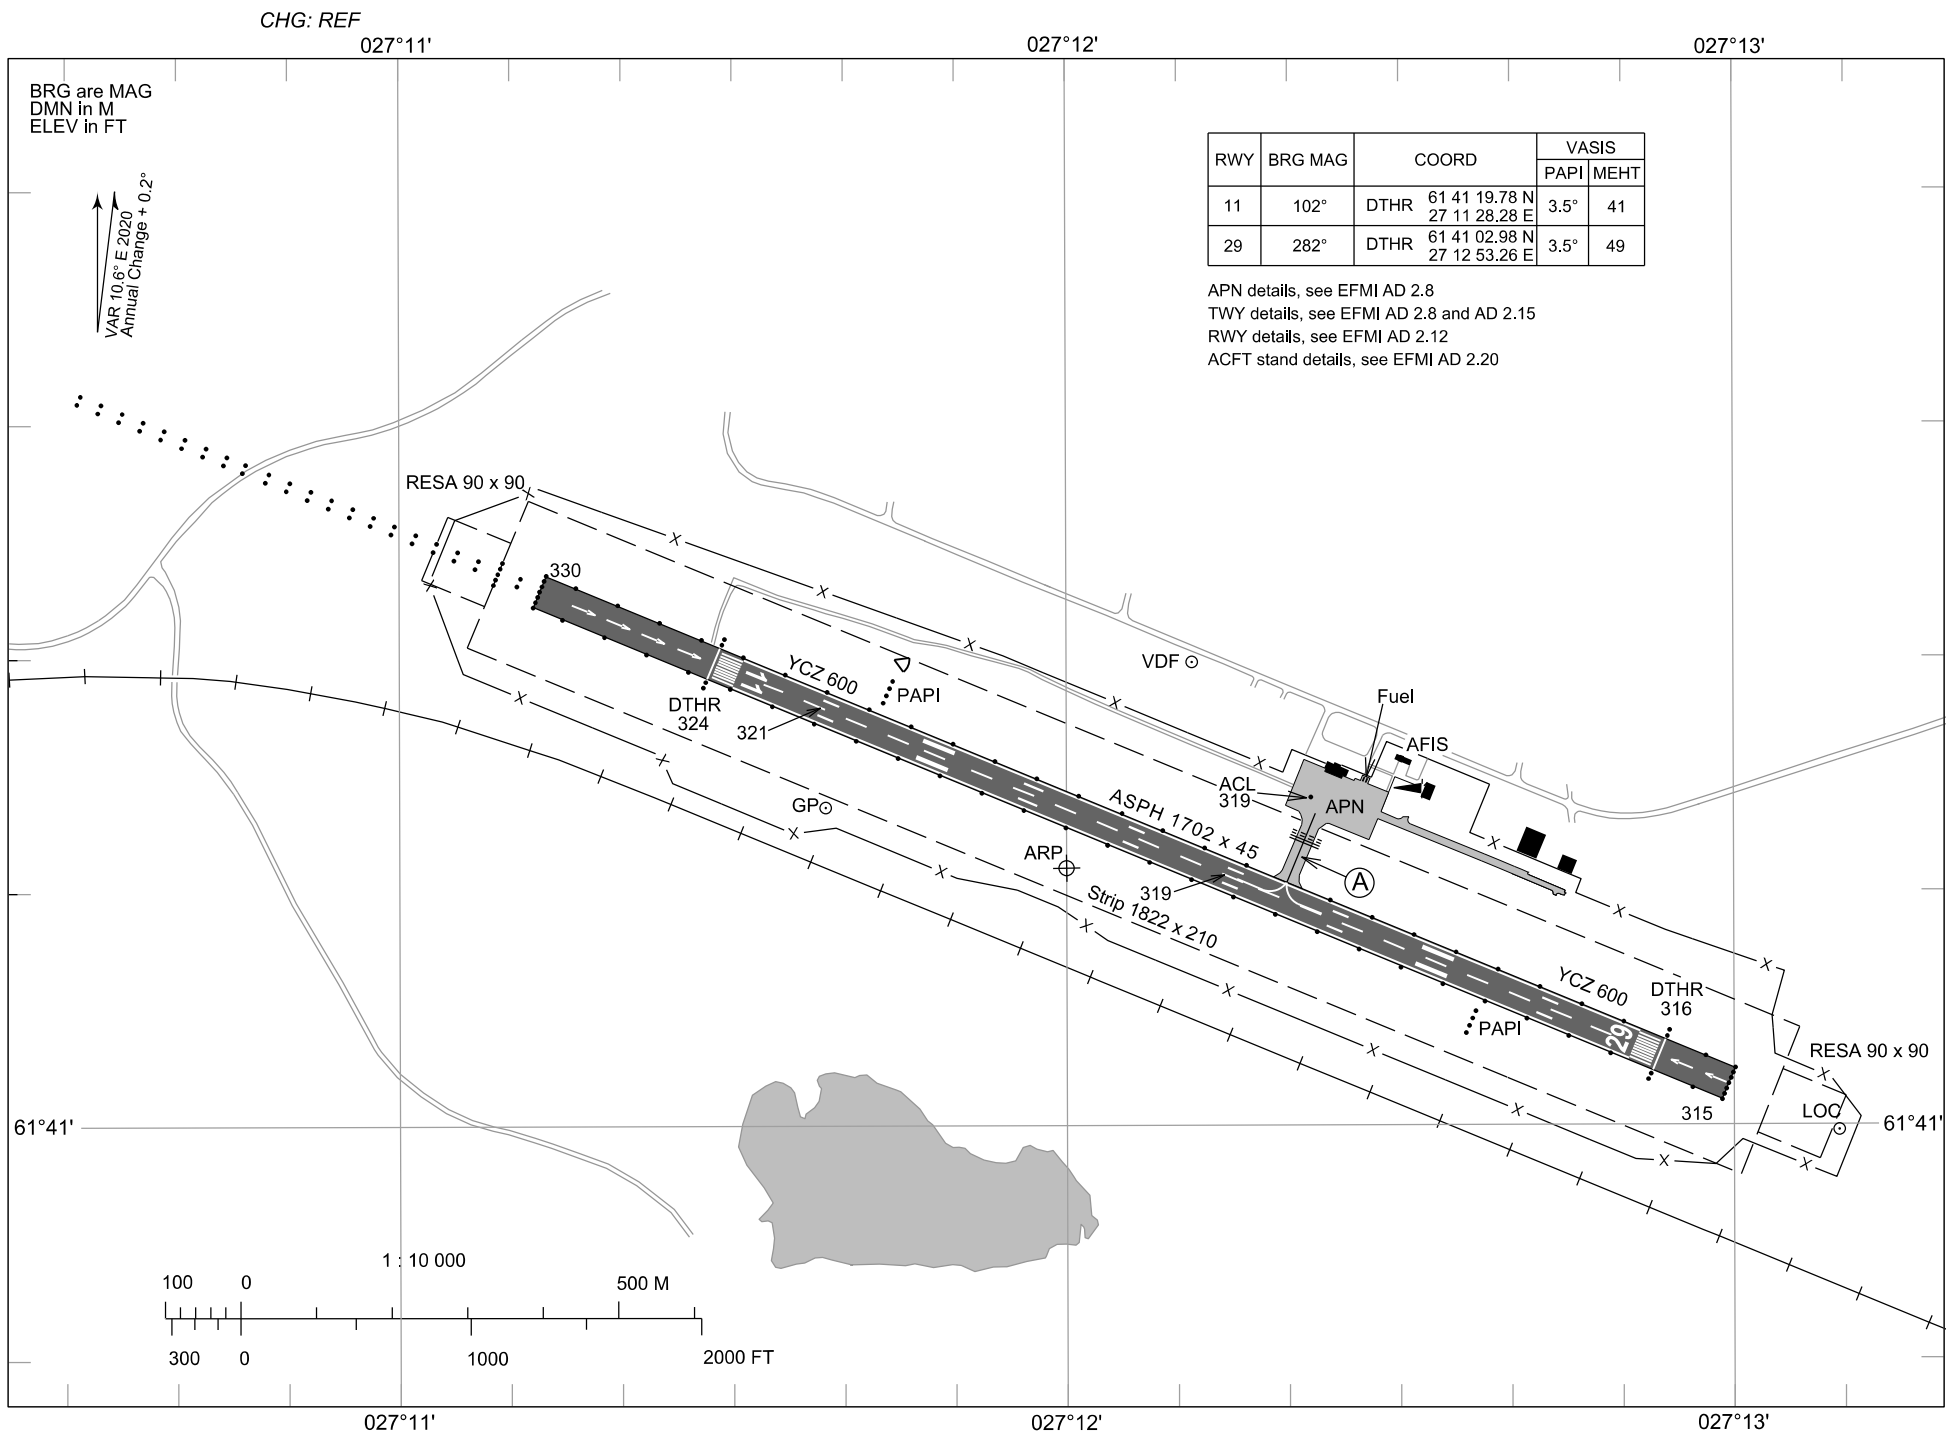 CHG: REF
027°11'
027°12'
027°13'
BRG are MAG
DMN in M
ELEV in FT
VAR 10.6° E 2020
Annual Change + 0.2°
RWY
BRG MAG
COORD
VASIS
PAPI
MEHT
11
102°
DTHR
61 41 19.78 N
27 11 28.28 E
3.5°
41
29
282°
DTHR
61 41 02.98 N
27 12 53.26 E
3.5°
49
APN details, see EFMI AD 2.8
TWY details, see EFMI AD 2.8 and AD 2.15
RWY details, see EFMI AD 2.12
ACFT stand details, see EFMI AD 2.20
RESA 90 x 90
330
YCZ 600
PAPI
VDF
DTHR
324
321
Fuel
AFIS
ACL
319
APN
GP
ASPH 1702 x 45
ARP
A
319
Strip 1822 x 210
YCZ 600
DTHR
316
PAPI
29
RESA 90 x 90
315
LOC
61°41'
61°41'
1 : 10 000
100
0
500 M
300
0
1000
2000 FT
027°11'
027°12'
027°13'